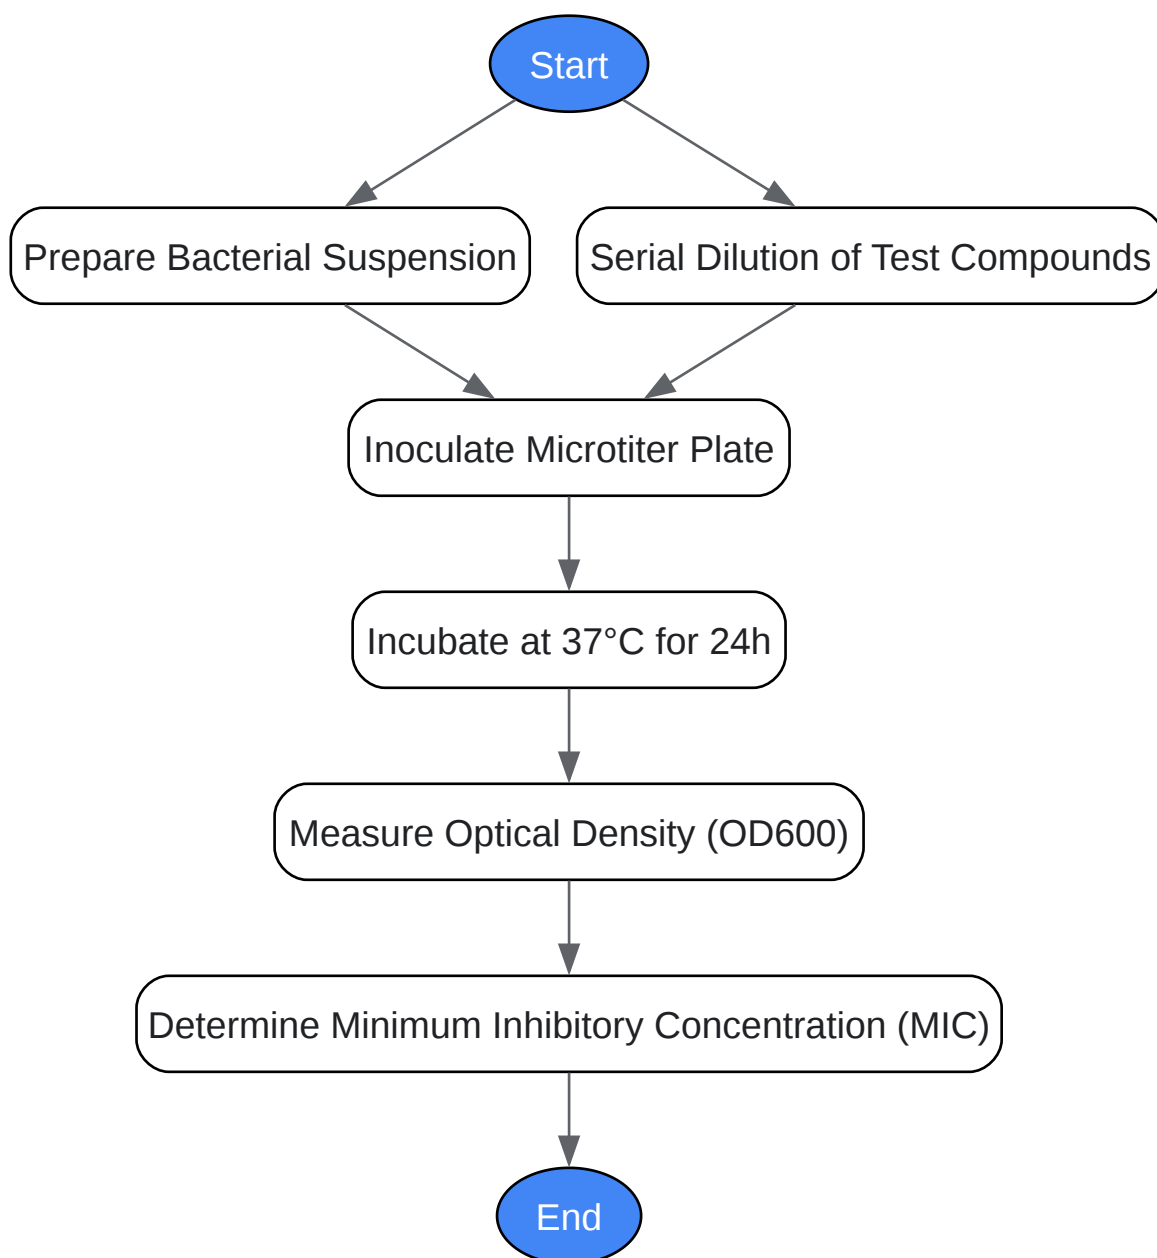 Start
Prepare Bacterial Suspension
Serial Dilution of Test Compounds
Inoculate Microtiter Plate
Incubate at 37°C for 24h
Measure Optical Density (OD600)
Determine Minimum Inhibitory Concentration (MIC)
End